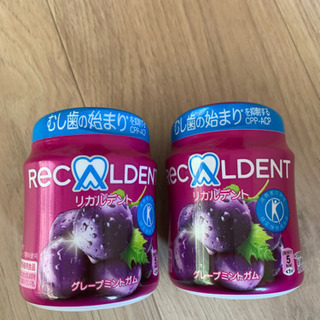 むし歯の始まりを抑制する
CPP-ACP
ReCALDENT
リカルデント
グレープミントガム
むし歯の始まりを抑制する
CPP-ACP
ReCALDENT
リカルデント
グレープミントガム